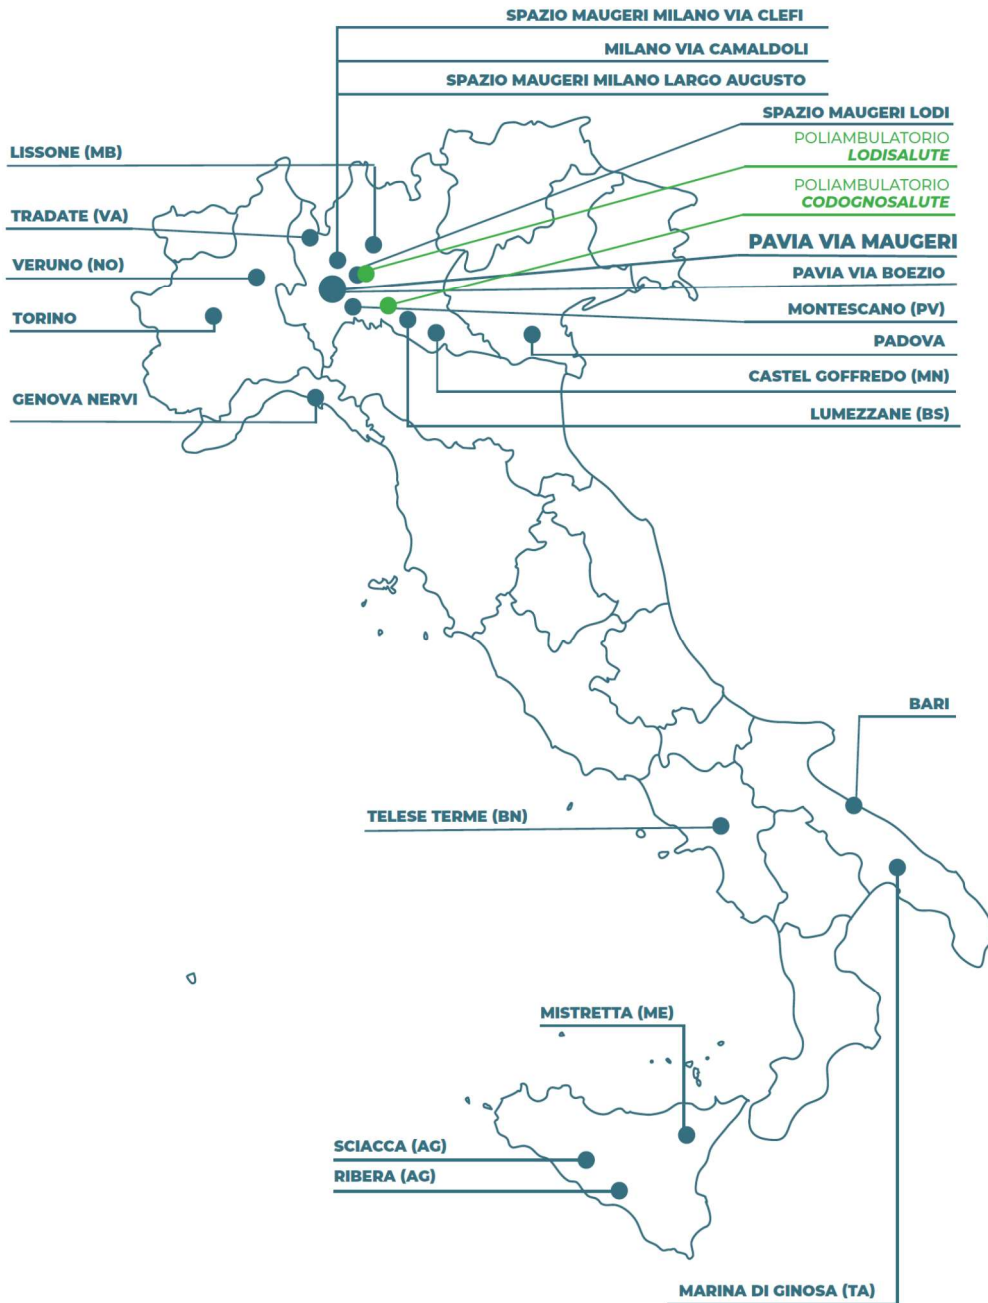 SPAZIO MAUGERI MILANO VIA CLEFI
MILANO VIA CAMALDOLI
SPAZIO MAUGERI MILANO LARGO AUGUSTO
SPAZIO MAUGERI LODI
POLIAMBULATORIO
LODISALUTE
POLIAMBULATORIO
CODOGNOSALUTE
PAVIA VIA MAUGERI
PAVIA VIA BOEZIO
MONTESCANO (PV)
PADOVA
CASTEL GOFFREDO (MN)
LUMEZZANE (BS)
LISSONE (MB)
TRADATE (VA)
VERUNO (NO)
TORINO
GENOVA NERVI
BARI
TELESE TERME (BN)
MISTRETTA (ME)
SCIACCA (AG)
RIBERA (AG)
MARINA DI GINOSA (TA)